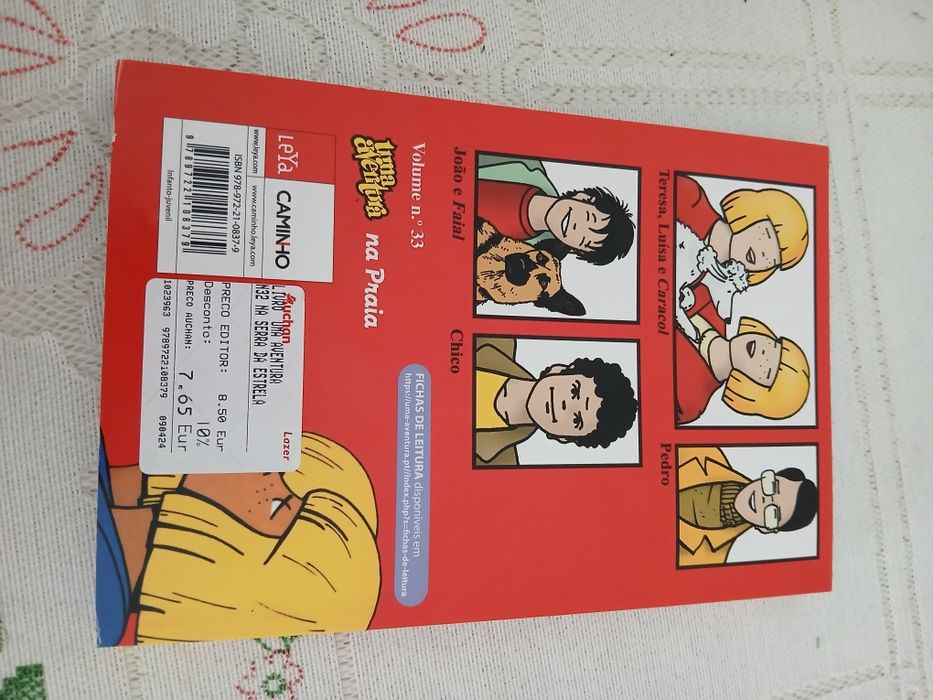 Teresa, Luísa e Caracol
Pedro
João e Faial
Chico
Volume n.º 33
uma aventura
na Praia
FICHAS DE LEITURA disponíveis em
https://uma-aventura.pt/index.php?s=fichas-de-leitura
LeYa
CAMINHO
www.leya.com
www.caminho.leya.com
ISBN 978-972-21-0837-9
9 789722 108379
Infanto-juvenil
Auchan
Lazer
LIVRO UMA AVENTURA
N32 NA SERRA DA ESTRELA
PRECO EDITOR: 8.50 Eur
Desconto: 10%
PRECO AUCHAN: 7.65 Eur
1023963 9789722108379 090424